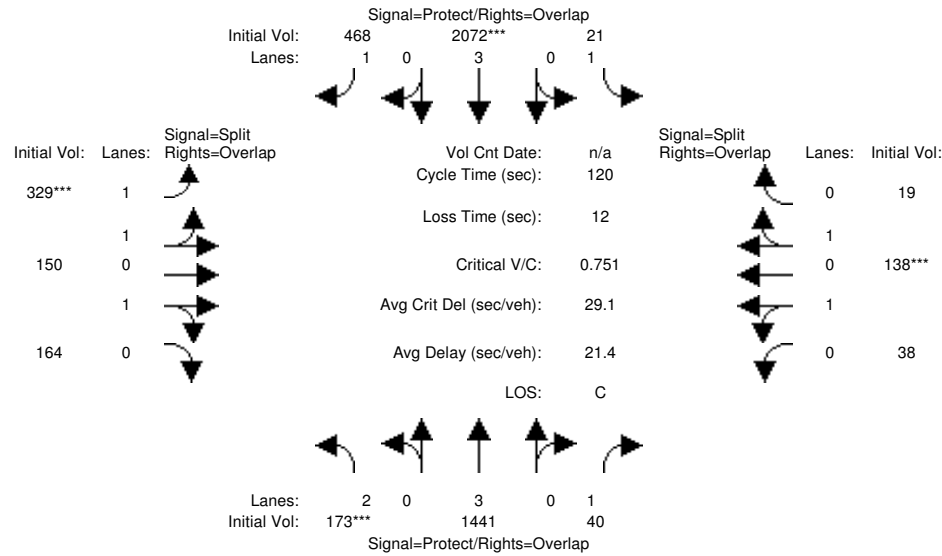 Signal=Protect/Rights=Overlap
Initial Vol: 468 2072*** 21
Lanes: 1 0 3 0 1
Signal=Split Signal=Split
Initial Vol: Lanes: Rights=Overlap Vol Cnt Date: n/a Rights=Overlap Lanes: Initial Vol:
Cycle Time (sec): 120
329*** 1 0 19
Loss Time (sec): 12
1 1
150 0 Critical V/C: 0.751 0 138***
1 Avg Crit Del (sec/veh): 29.1 1
164 0 Avg Delay (sec/veh): 21.4 0 38
LOS: C
Lanes: 2 0 3 0 1
Initial Vol: 173*** 1441 40
Signal=Protect/Rights=Overlap